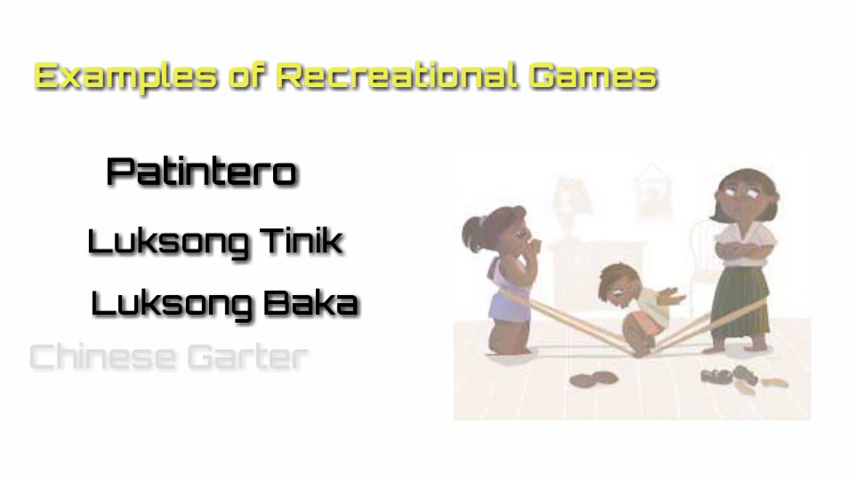 Examples of Recreational Games
Patintero
Luksong Tinik
Luksong Baka
Chinese Garter